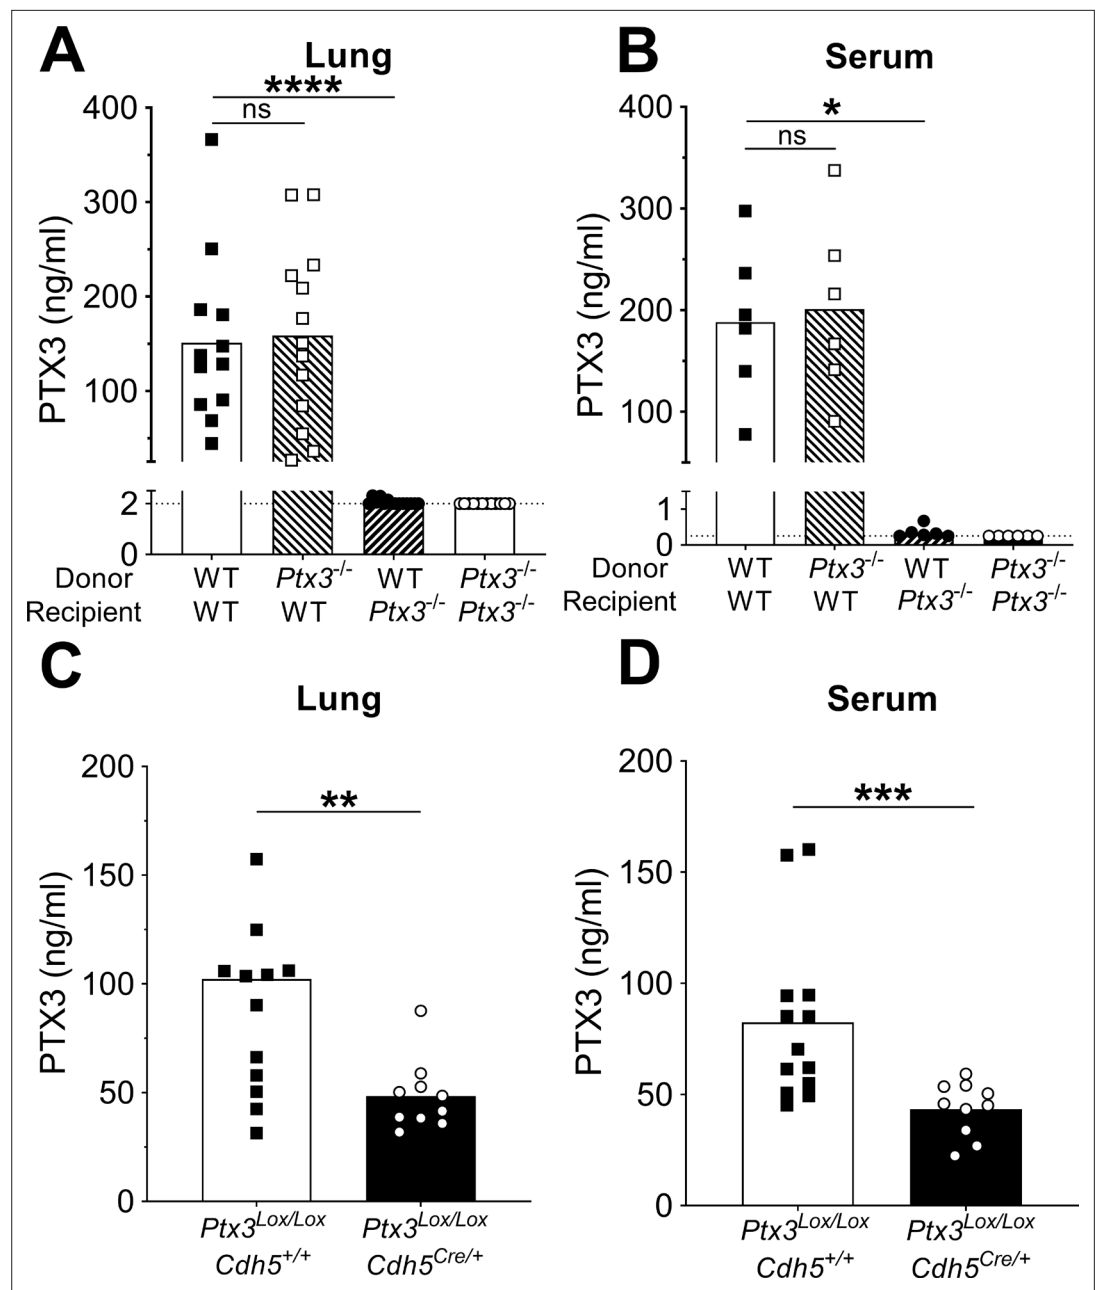 A
Lung
****
ns
400
300
200
100
2
0
PTX3 (ng/ml)
Donor WT Ptx3-/- WT Ptx3-/-
Recipient WT WT Ptx3-/- Ptx3-/-
B
Serum
*
ns
400
300
200
100
1
0
PTX3 (ng/ml)
Donor WT Ptx3-/- WT Ptx3-/-
Recipient WT WT Ptx3-/- Ptx3-/-
C
Lung
**
200
150
100
50
0
PTX3 (ng/ml)
Ptx3Lox/Lox Ptx3Lox/Lox
Cdh5+/+ Cdh5Cre/+
D
Serum
***
200
150
100
50
0
PTX3 (ng/ml)
Ptx3Lox/Lox Ptx3Lox/Lox
Cdh5+/+ Cdh5Cre/+